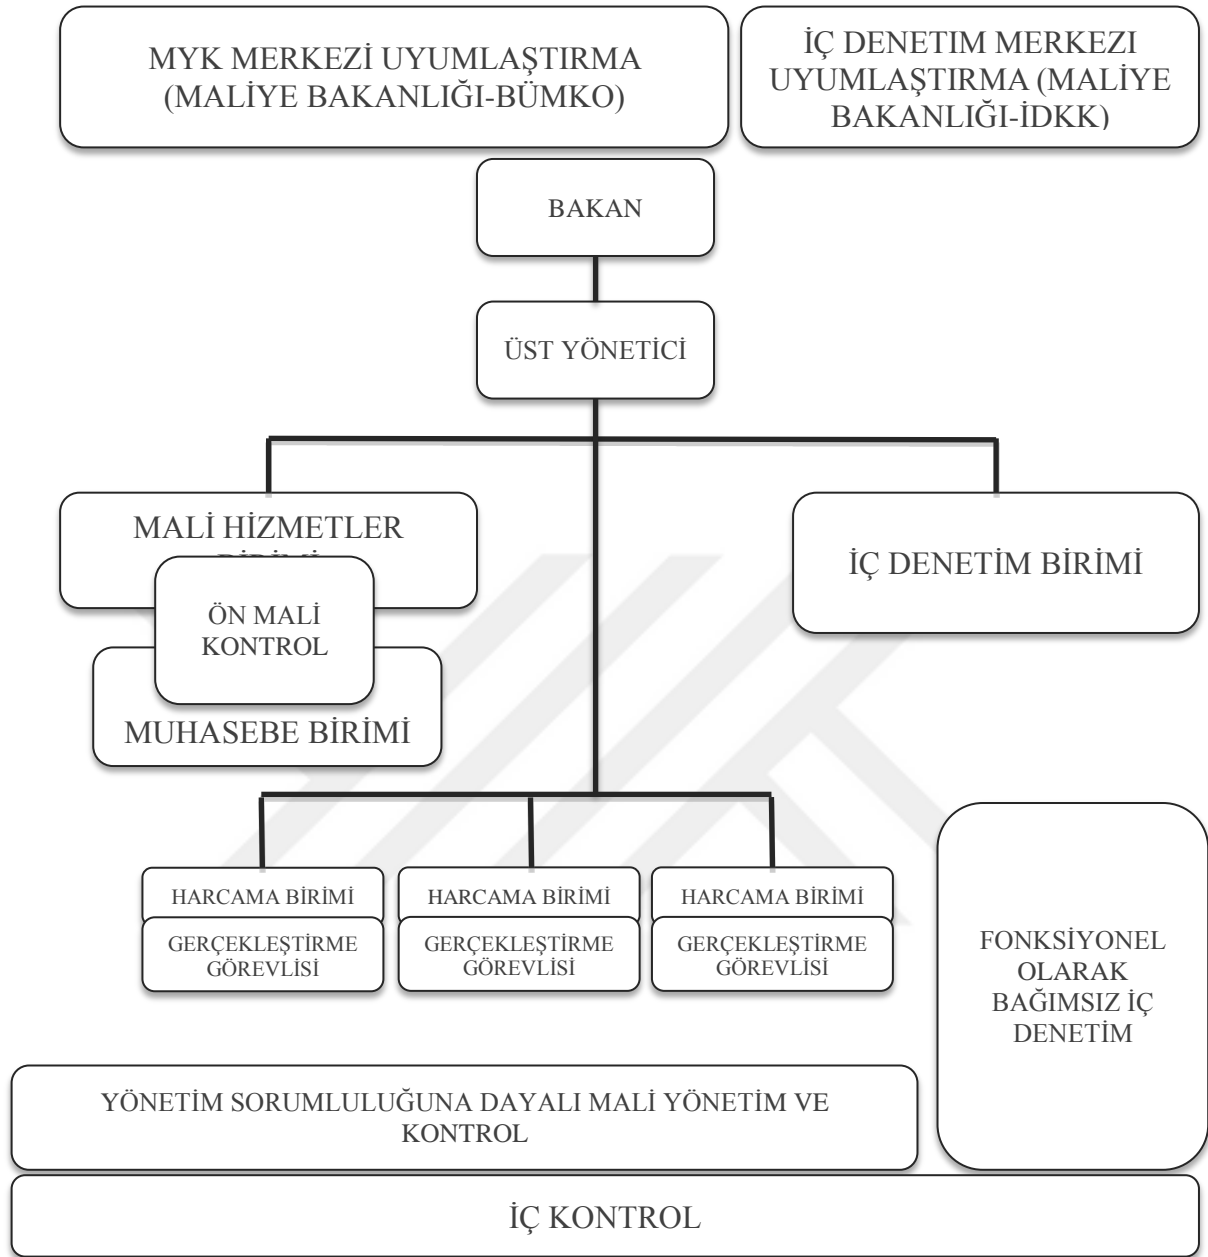 MYK MERKEZİ UYUMLAŞTIRMA
(MALİYE BAKANLIĞI-BÜMKO)
İÇ DENETIM MERKEZI
UYUMLAŞTIRMA (MALİYE
BAKANLIĞI-İDKK)
BAKAN
ÜST YÖNETİCİ
MALİ HİZMETLER
ÖN MALİ
KONTROL
MUHASEBE BİRİMİ
İÇ DENETİM BİRİMİ
HARCAMA BİRİMİ
GERÇEKLEŞTİRME
GÖREVLİSİ
HARCAMA BİRİMİ
GERÇEKLEŞTİRME
GÖREVLİSİ
HARCAMA BİRİMİ
GERÇEKLEŞTİRME
GÖREVLİSİ
FONKSİYONEL
OLARAK
BAĞIMSIZ İÇ
DENETİM
YÖNETİM SORUMLULUĞUNA DAYALI MALİ YÖNETİM VE
KONTROL
İÇ KONTROL